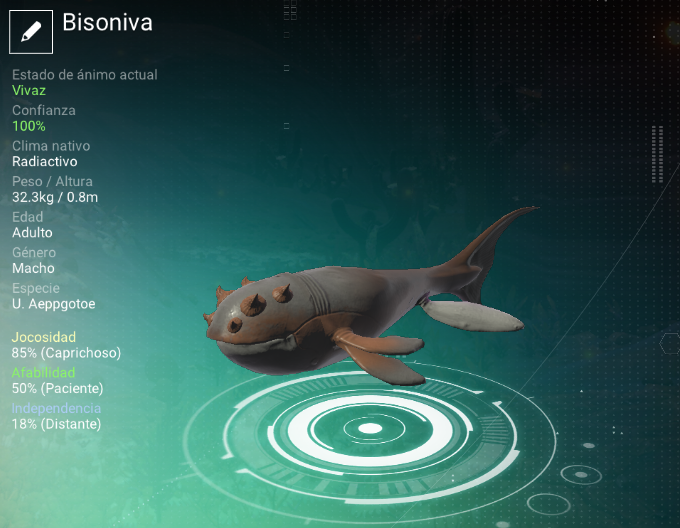 Bisoniva
Estado de ánimo actual
Vivaz
Confianza
100%
Clima nativo
Radiactivo
Peso / Altura
32.3kg / 0.8m
Edad
Adulto
Género
Macho
Especie
U. Aeppgotoe
Jocosidad
85% (Caprichoso)
Afabilidad
50% (Paciente)
Independencia
18% (Distante)